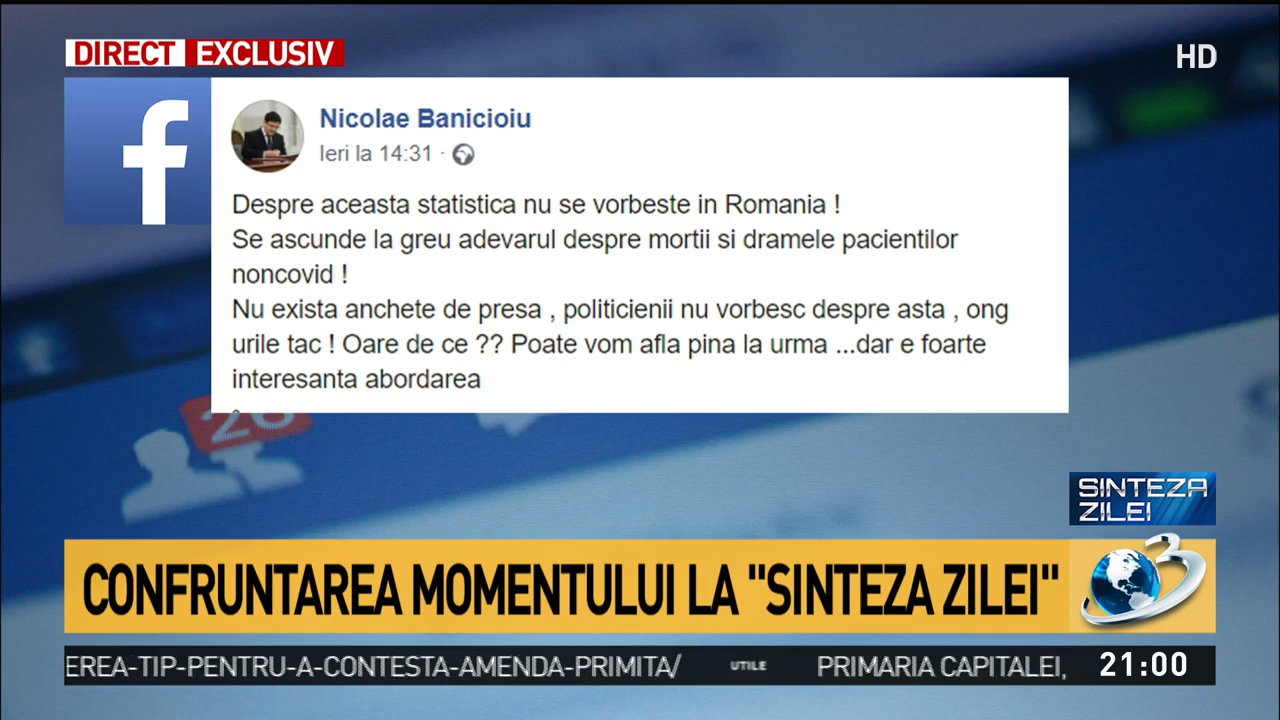 DIRECT EXCLUSIV
HD
Nicolae Banicioiu
Ieri la 14:31 ·
Despre aceasta statistica nu se vorbeste in Romania !
Se ascunde la greu adevarul despre mortii si dramele pacientilor
noncovid !
Nu exista anchete de presa , politicienii nu vorbesc despre asta , ong
urile tac ! Oare de ce ?? Poate vom afla pina la urma ...dar e foarte
interesanta abordarea
26
SINTEZA
ZILEI
CONFRUNTAREA MOMENTULUI LA "SINTEZA ZILEI"
3
EREA-TIP-PENTRU-A-CONTESTA-AMENDA-PRIMITA/ UTILE PRIMARIA CAPITALEI, 21:00